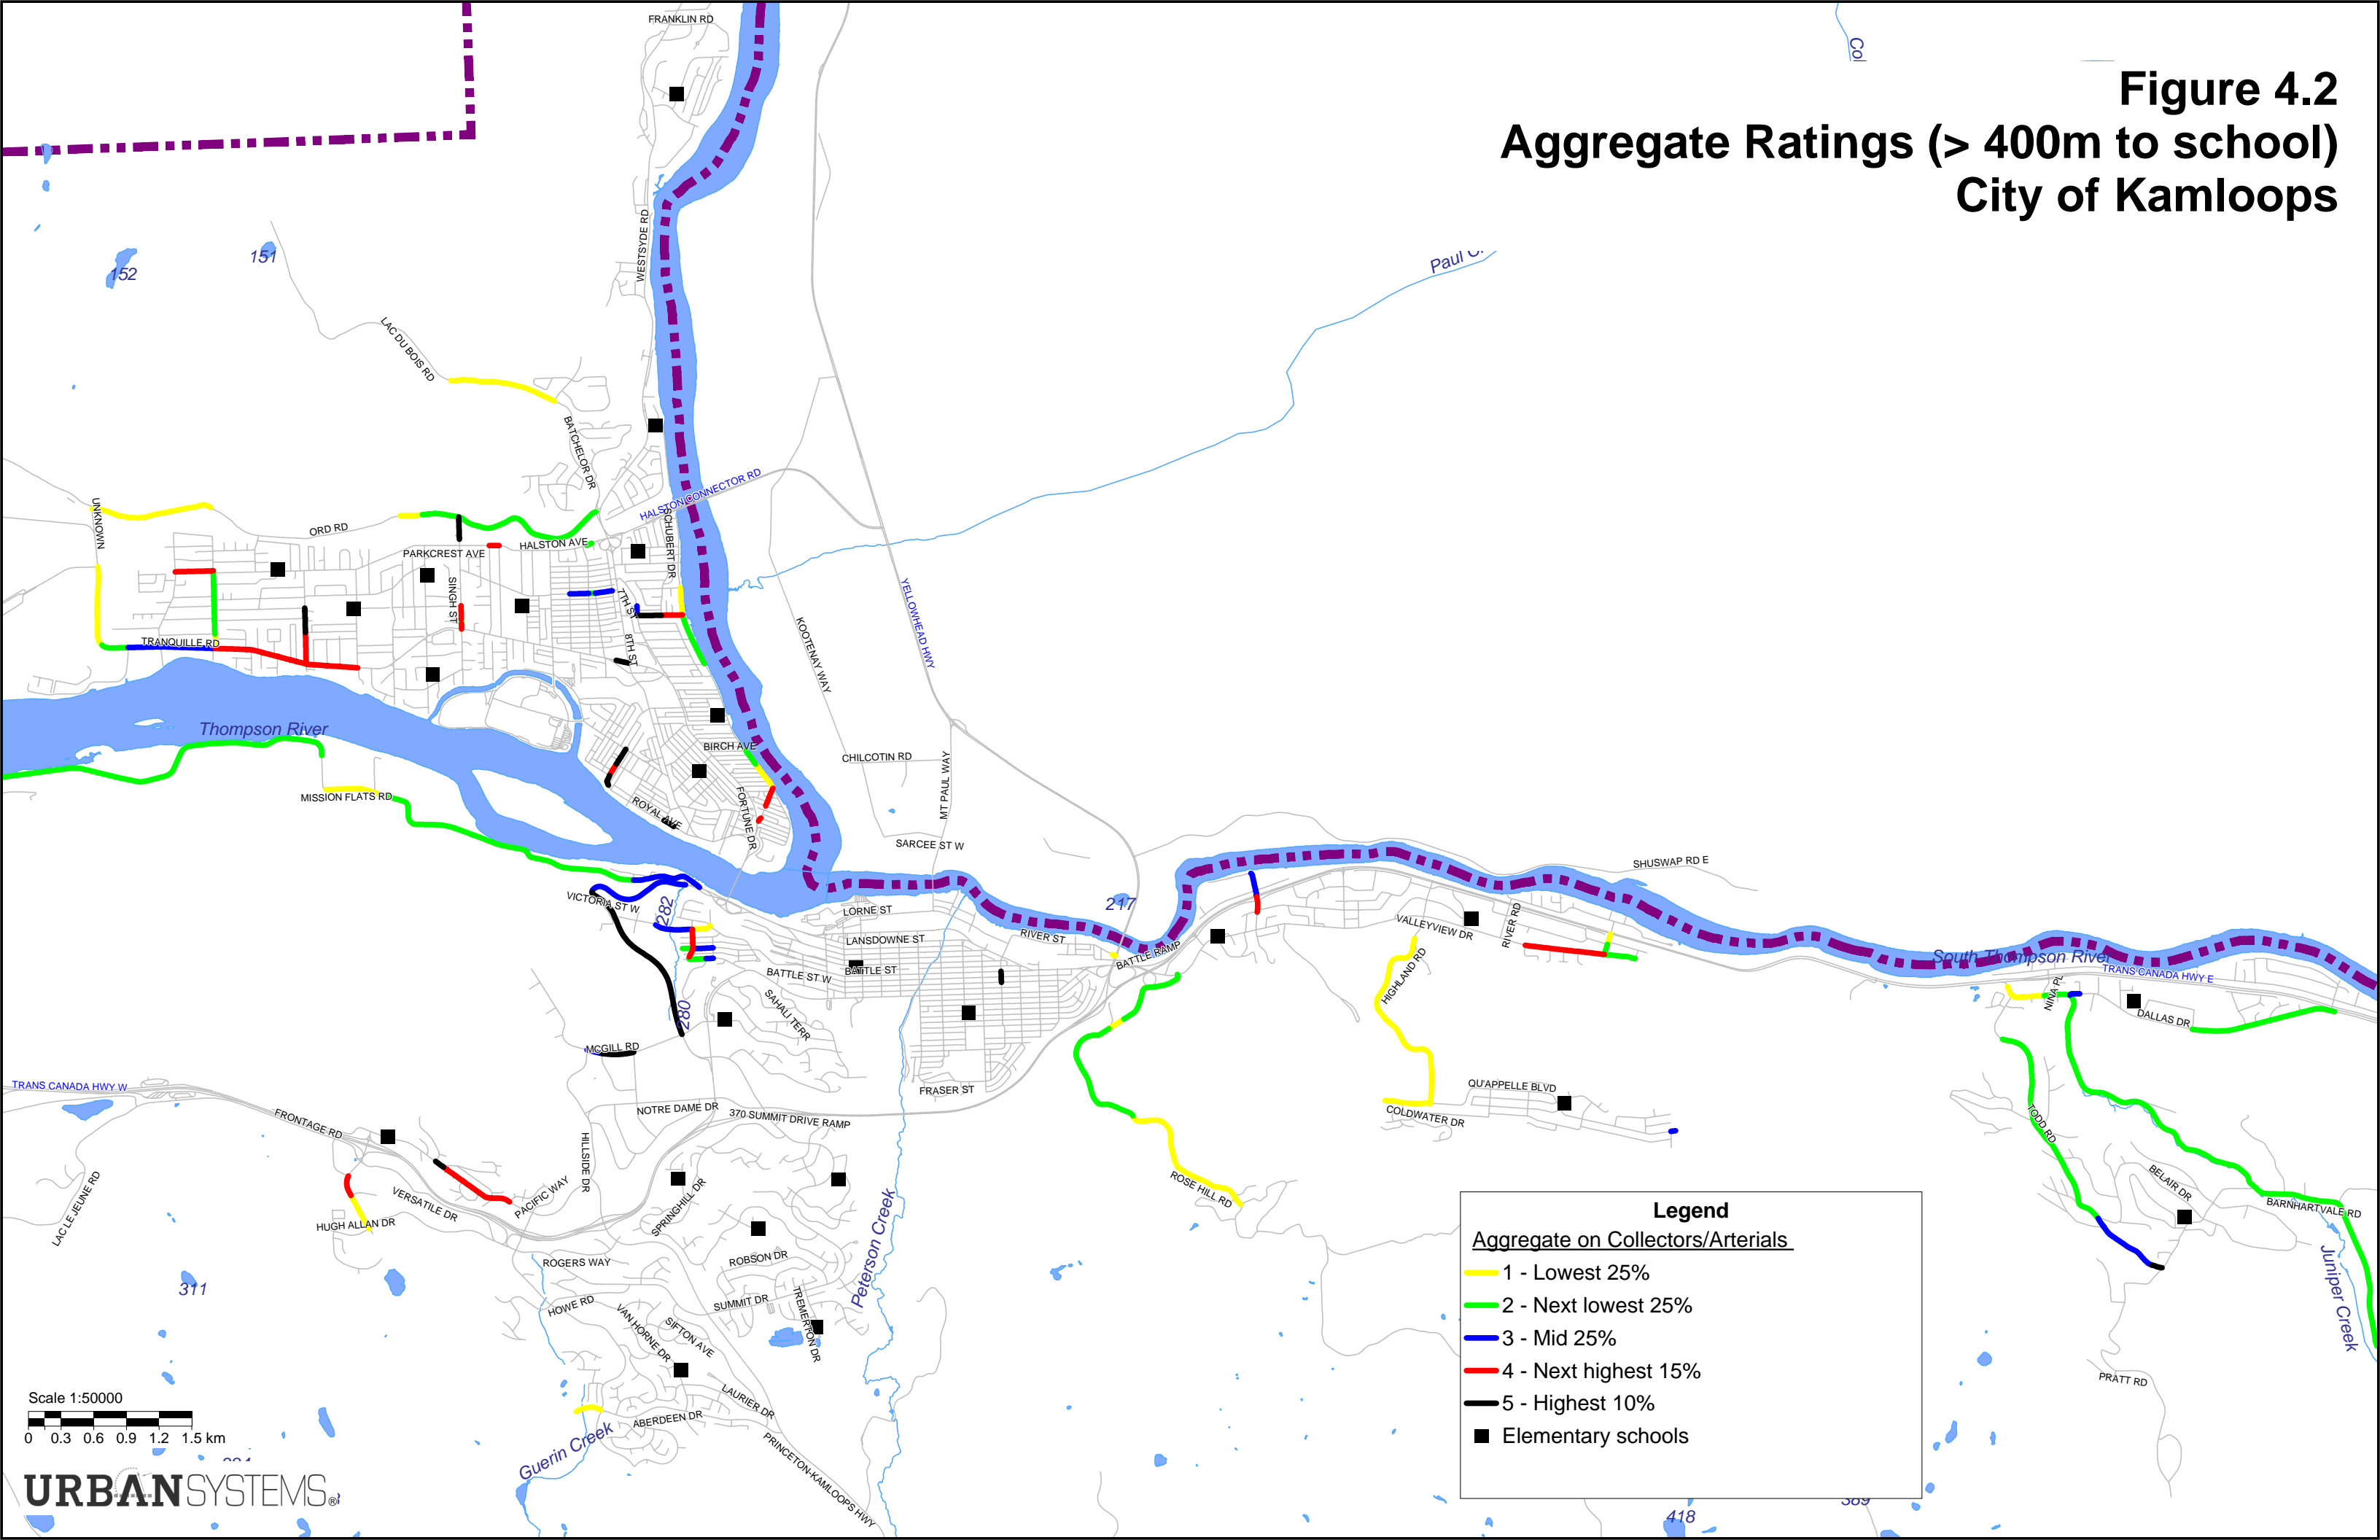 FRANKLIN RD
Col
Figure 4.2
Aggregate Ratings (> 400m to school)
City of Kamloops
WESTSYDE RD
151
152
Paul
LAC DU BOIS RD
BATCHELOR DR
HALSTON CONNECTOR RD
UNKNOWN
ORD RD
SCHUBERT DR
HALSTON AVE
PARKCREST AVE
SINGH ST
7TH ST
8TH ST
YELLOWHEAD HWY
KOOTENAY WAY
TRANQUILLE RD
Thompson River
BIRCH AVE
CHILCOTIN RD
MT PAUL WAY
MISSION FLATS RD
ROYAL AVE
FORTUNE DR
SARCEE ST W
SHUSWAP RD E
VICTORIA ST W
282
LORNE ST
217
RIVER ST
VALLEYVIEW DR
RIVER RD
LANSDOWNE ST
BATTLE RAMP
South Thompson River
BATTLE ST W
BATTLE ST
HIGHLAND RD
TRANS CANADA HWY E
NINA PL
DALLAS DR
280
SAHALI TERR
MCGILL RD
TRANS CANADA HWY W
FRASER ST
QU'APPELLE BLVD
COLDWATER DR
FRONTAGE RD
NOTRE DAME DR
370 SUMMIT DRIVE RAMP
TODD RD
HILLSIDE DR
LAC LE JEUNE RD
VERSATILE DR
PACIFIC WAY
SPRINGHILL DR
ROSE HILL RD
BELAIR DR
BARNHARTVALE RD
HUGH ALLAN DR
Peterson Creek
Juniper Creek
ROGERS WAY
ROBSON DR
311
HOWE RD
VAN HORNE DR
SIFTON AVE
SUMMIT DR
TREMERTON DR
PRATT RD
LAURIER DR
ABERDEEN DR
Guerin Creek
PRINCETON-KAMLOOPS HWY
Legend
Aggregate on Collectors/Arterials
1 - Lowest 25%
2 - Next lowest 25%
3 - Mid 25%
4 - Next highest 15%
5 - Highest 10%
Elementary schools
Scale 1:50000
0 0.3 0.6 0.9 1.2 1.5 km
URBANSYSTEMS®
389
418